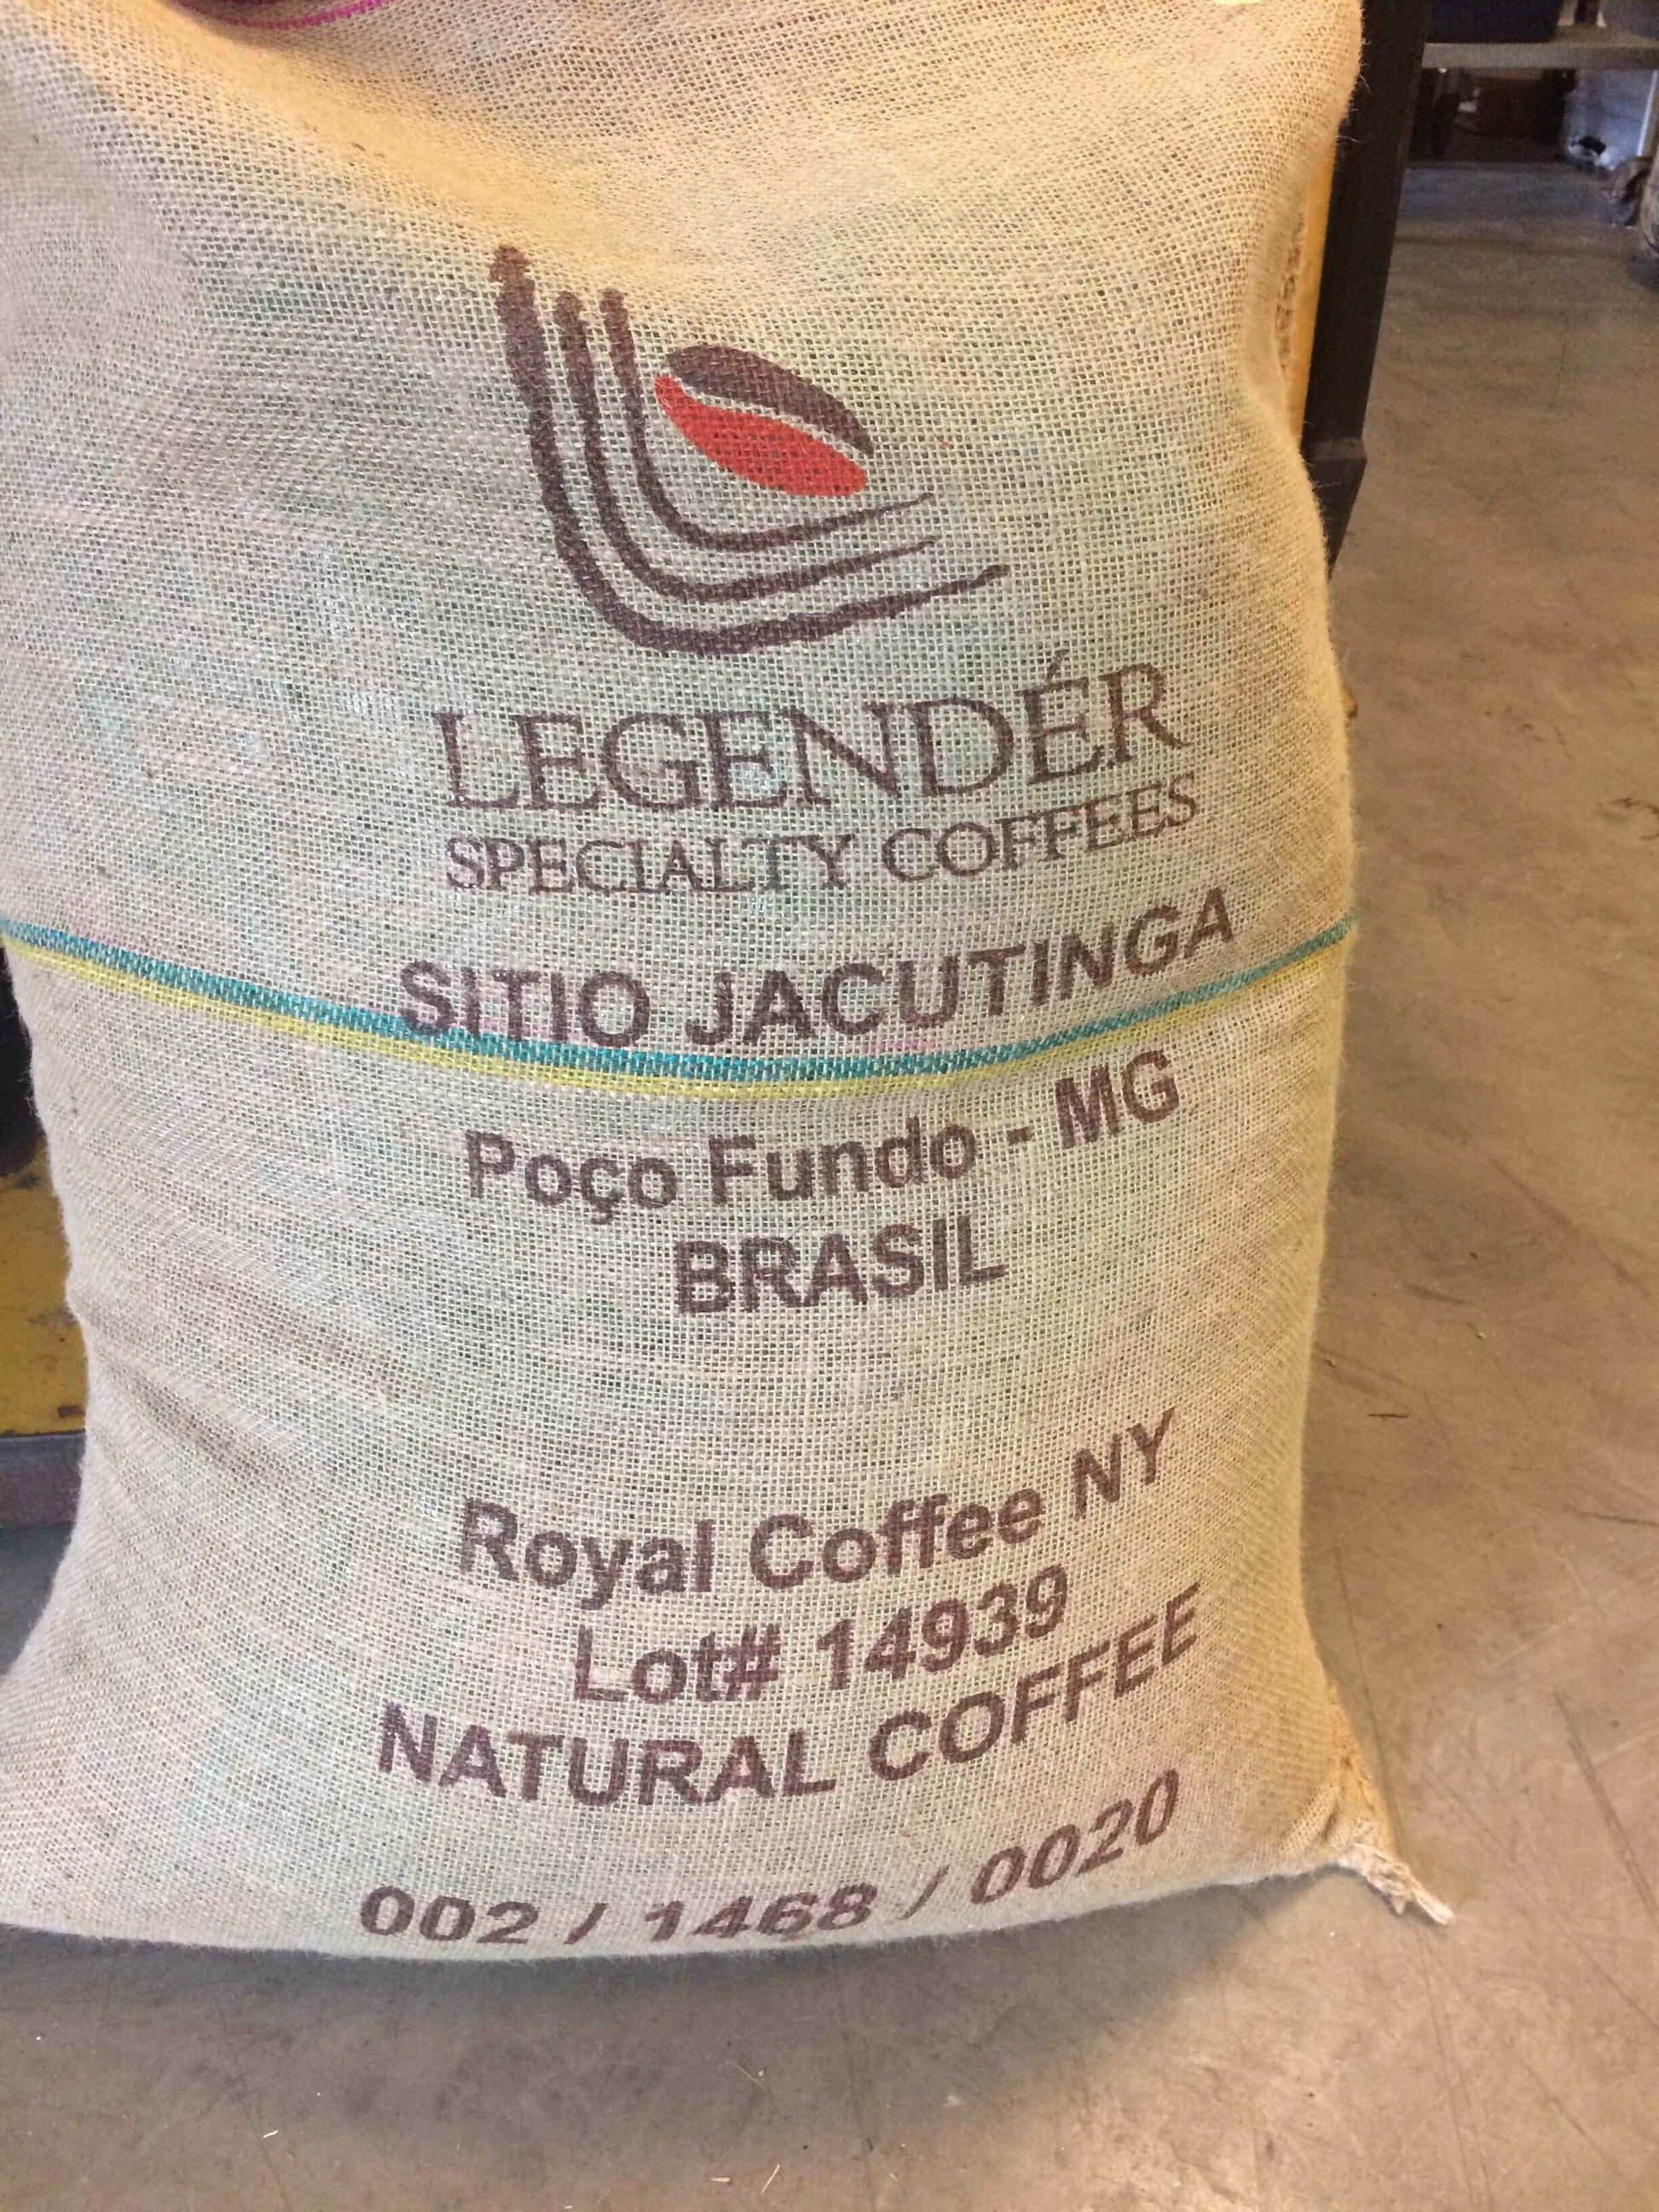 LEGENDÉR
SPECIALTY COFFEES
SITIO JACUTINGA
Poço Fundo - MG
BRASIL
Royal Coffee NY
Lot# 14939
NATURAL COFFEE
002 / 1468 / 0020